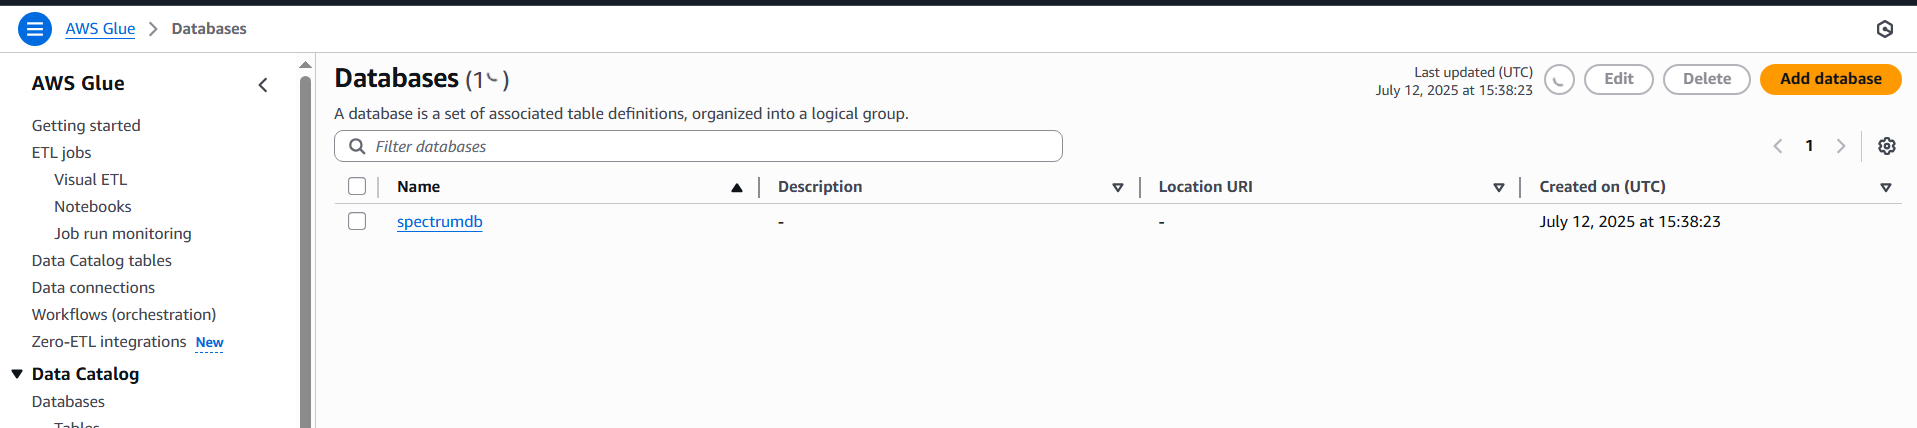 AWS Glue > Databases
AWS Glue
Getting started
ETL jobs
Visual ETL
Notebooks
Job run monitoring
Data Catalog tables
Data connections
Workflows (orchestration)
Zero-ETL integrations New
Data Catalog
Databases
Tables
Databases (1)
A database is a set of associated table definitions, organized into a logical group.
Last updated (UTC)
July 12, 2025 at 15:38:23
Edit
Delete
Add database
Filter databases
1
Name Description Location URI Created on (UTC)
spectrumdb - - July 12, 2025 at 15:38:23